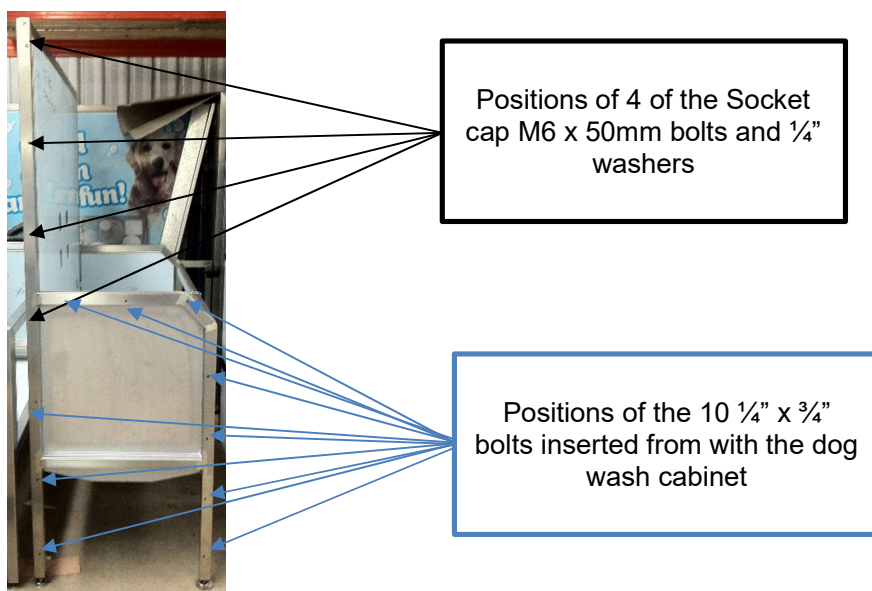 Positions of 4 of the Socket
cap M6 x 50mm bolts and ¼”
washers
fun!
Positions of the 10 ¼” x ¾”
bolts inserted from with the dog
wash cabinet